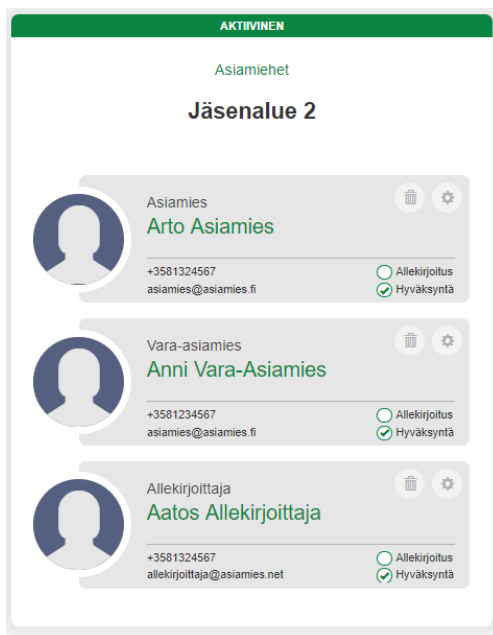 AKTIIVINEN
Asiamiehet
Jäsenalue 2
Asiamies
Arto Asiamies
+3581324567
Allekirjoitus
asiamies@asiamies.fi
Hyväksyntä
Vara-asiamies
Anni Vara-Asiamies
+3581234567
Allekirjoitus
asiamies@asiamies.fi
Hyväksyntä
Allekirjoittaja
Aatos Allekirjoittaja
+3581324567
Allekirjoitus
allekirjoittaja@asiamies.net
Hyväksyntä